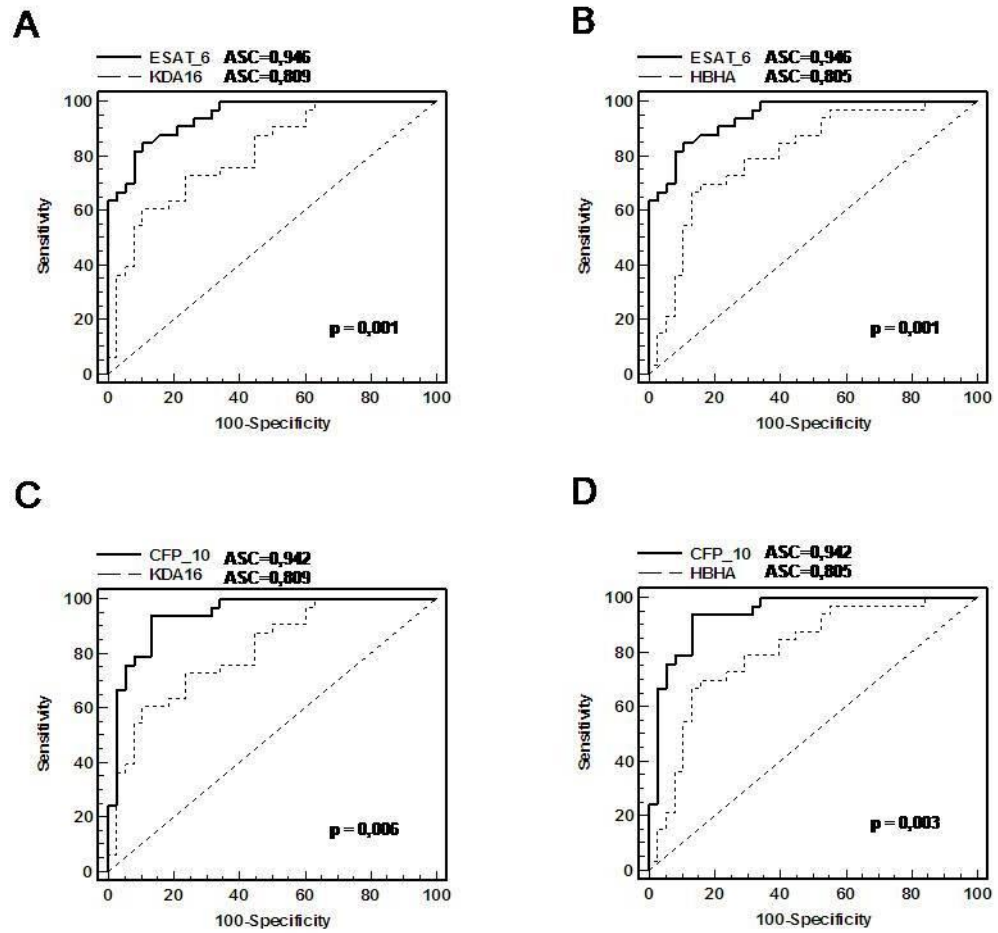 A
ESAT_6 ASC=0,946
KDA16 ASC=0,809
100
80
60
40
20
0
Sensitivity
p = 0,001
0 20 40 60 80 100
100-Specificity
B
ESAT_6 ASC=0,946
HBHA ASC=0,805
100
80
60
40
20
0
Sensitivity
p = 0,001
0 20 40 60 80 100
100-Specificity
C
CFP_10 ASC=0,942
KDA16 ASC=0,809
100
80
60
40
20
0
Sensitivity
p = 0,006
0 20 40 60 80 100
100-Specificity
D
CFP_10 ASC=0,942
HBHA ASC=0,805
100
80
60
40
20
0
Sensitivity
p = 0,003
0 20 40 60 80 100
100-Specificity